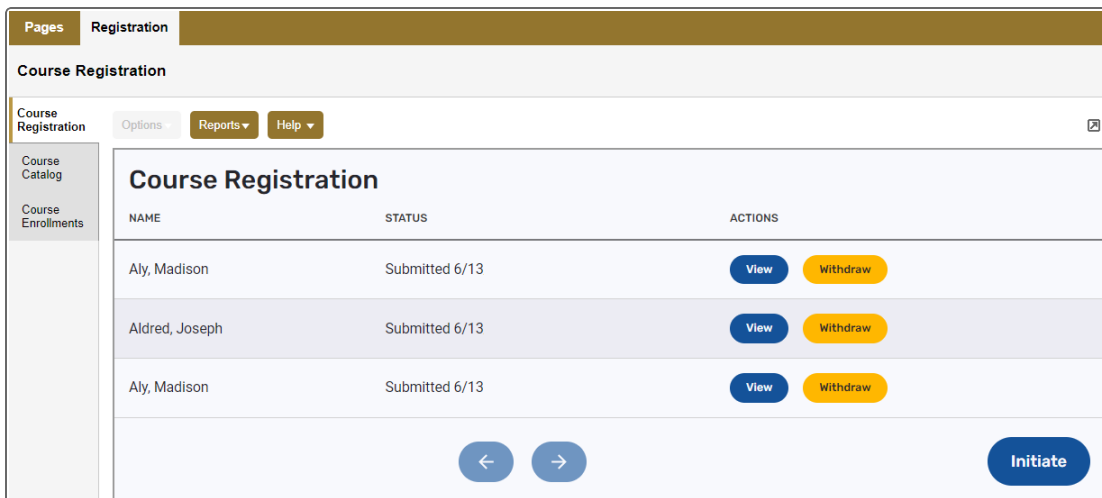 Pages Registration
Course Registration
Course
Registration
Options Reports Help
Course
Catalog
Course Registration
Course
Enrollments
NAME STATUS ACTIONS
Aly, Madison Submitted 6/13 View Withdraw
Aldred, Joseph Submitted 6/13 View Withdraw
Aly, Madison Submitted 6/13 View Withdraw
Initiate